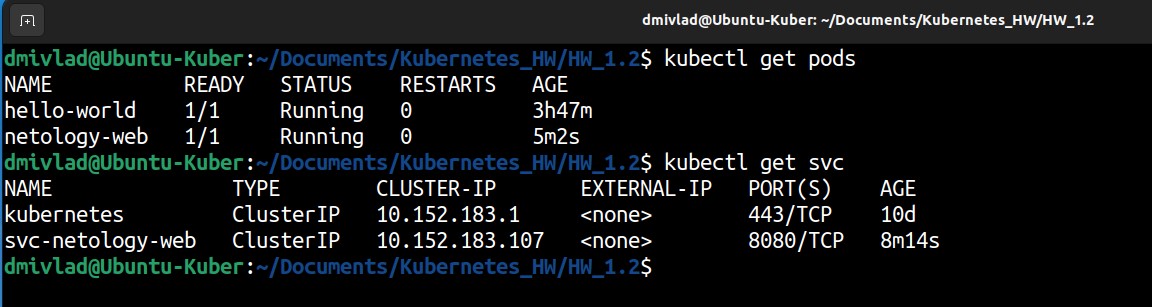 dmivlad@Ubuntu-Kuber: ~/Documents/Kubernetes_HW/HW_1.2
dmivlad@Ubuntu-Kuber:~/Documents/Kubernetes_HW/HW_1.2$ kubectl get pods
NAME           READY   STATUS    RESTARTS   AGE
hello-world    1/1     Running   0          3h47m
netology-web   1/1     Running   0          5m2s
dmivlad@Ubuntu-Kuber:~/Documents/Kubernetes_HW/HW_1.2$ kubectl get svc
NAME               TYPE        CLUSTER-IP       EXTERNAL-IP   PORT(S)    AGE
kubernetes         ClusterIP   10.152.183.1     <none>        443/TCP    10d
svc-netology-web   ClusterIP   10.152.183.107   <none>        8080/TCP   8m14s
dmivlad@Ubuntu-Kuber:~/Documents/Kubernetes_HW/HW_1.2$